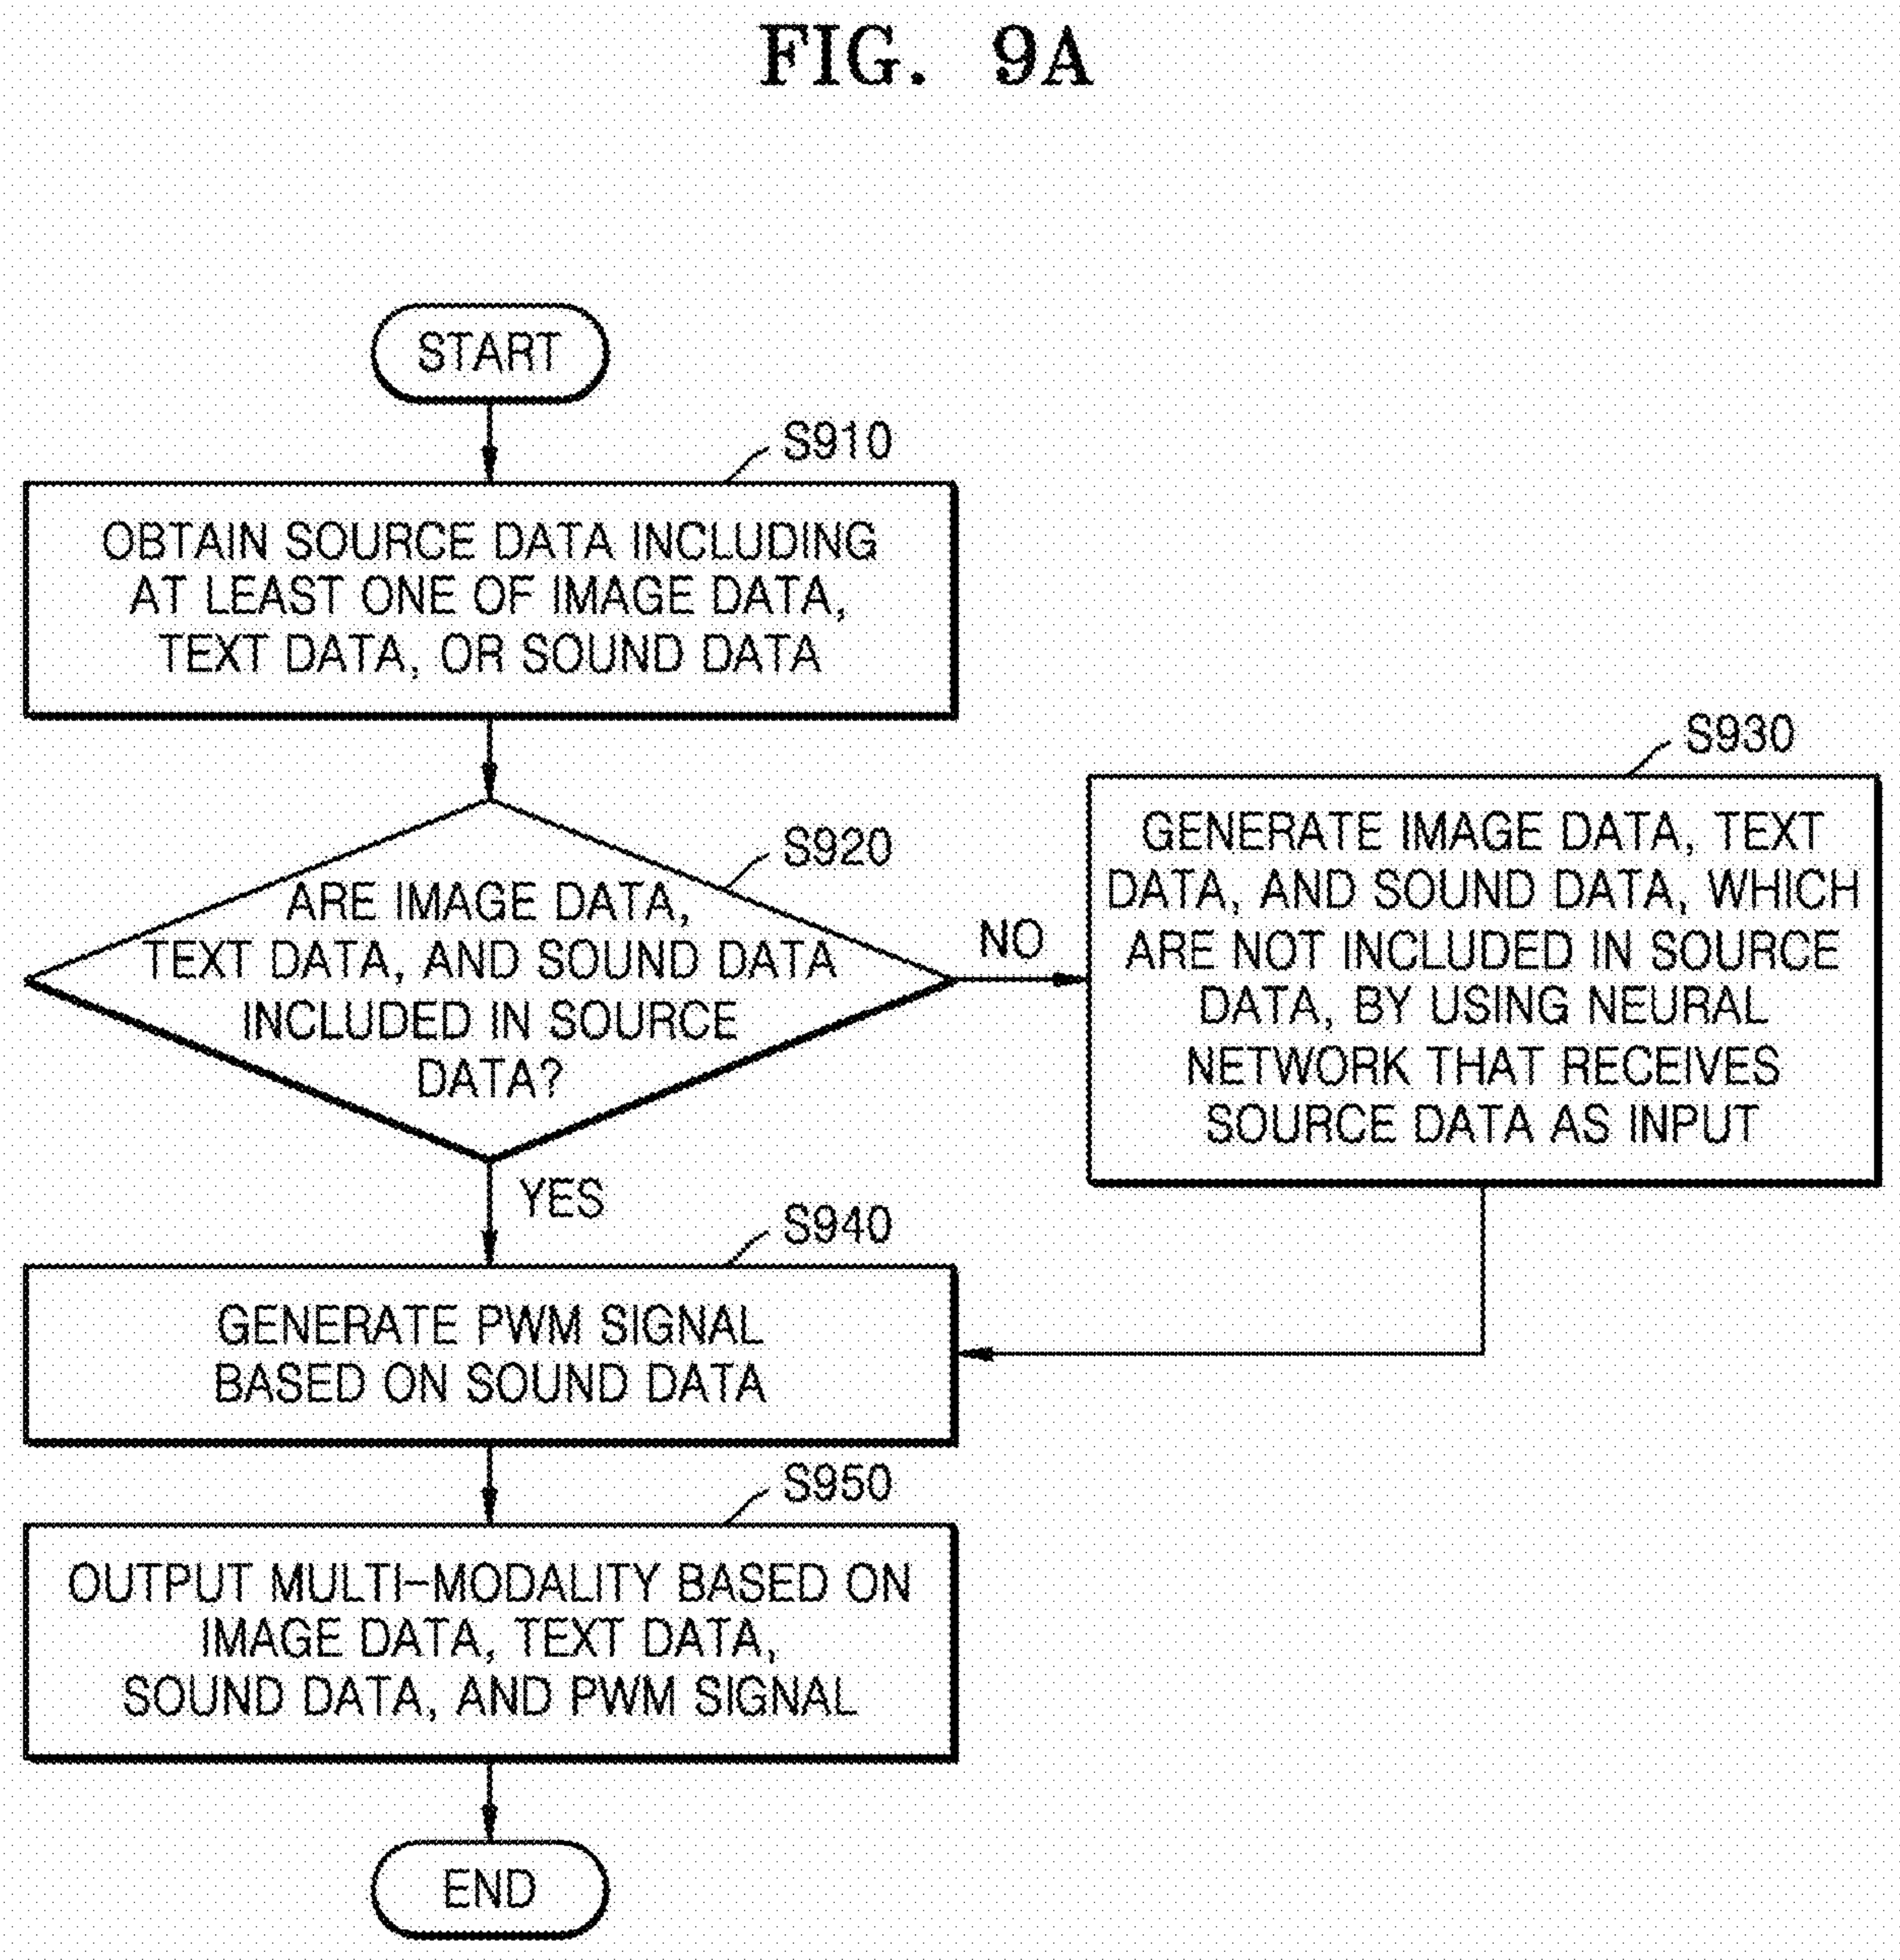 FIG. 9A
START
S910
OBTAIN SOURCE DATA INCLUDING
AT LEAST ONE OF IMAGE DATA,
TEXT DATA, OR SOUND DATA
S920
ARE IMAGE DATA,
TEXT DATA, AND SOUND DATA
INCLUDED IN SOURCE
DATA?
NO
S930
GENERATE IMAGE DATA, TEXT
DATA, AND SOUND DATA, WHICH
ARE NOT INCLUDED IN SOURCE
DATA, BY USING NEURAL
NETWORK THAT RECEIVES
SOURCE DATA AS INPUT
YES
S940
GENERATE PWM SIGNAL
BASED ON SOUND DATA
S950
OUTPUT MULTI-MODALITY BASED ON
IMAGE DATA, TEXT DATA,
SOUND DATA, AND PWM SIGNAL
END